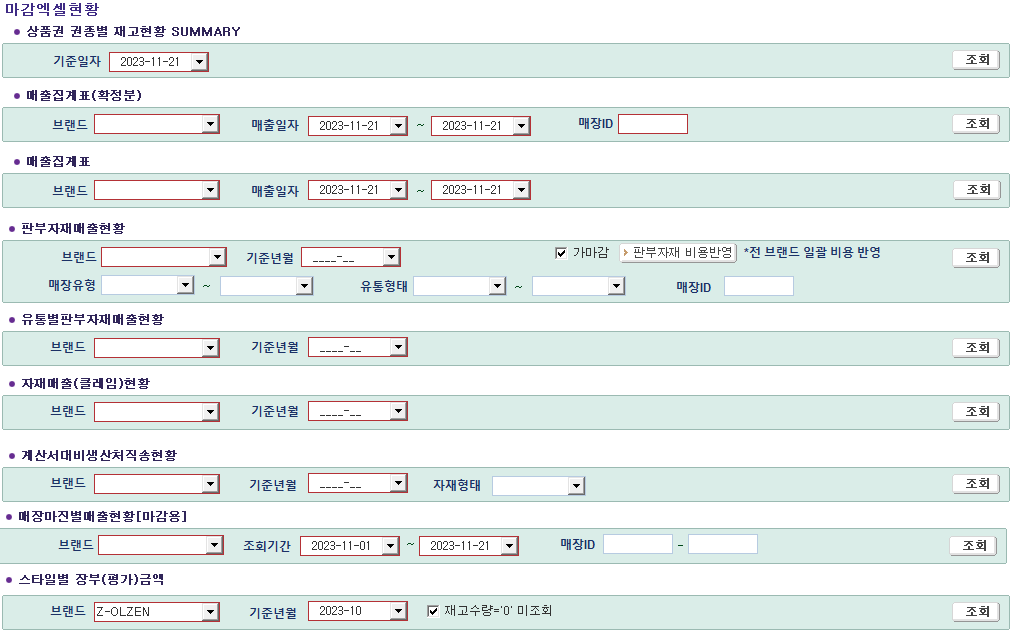 마감엑셀현황
상품권 권종별 재고현황 SUMMARY
기준일자 2023-11-21 조회
매출집계표(확정분)
브랜드 매출일자 2023-11-21 ~ 2023-11-21 매장ID 조회
매출집계표
브랜드 매출일자 2023-11-21 ~ 2023-11-21 조회
판부자재매출현황
브랜드 기준년월 ____-__ 가마감 판부자재 비용반영 *전 브랜드 일괄 비용 반영 조회
매장유형 ~ 유통형태 ~ 매장ID
유통별판부자재매출현황
브랜드 기준년월 ____-__ 조회
자재매출(클레임)현황
브랜드 기준년월 ____-__ 조회
계산서대비생산처직송현황
브랜드 기준년월 ____-__ 자재형태 조회
매장마진별매출현황[마감용]
브랜드 조회기간 2023-11-01 ~ 2023-11-21 매장ID - 조회
스타일별 장부(평가)금액
브랜드 Z-OLZEN 기준년월 2023-10 재고수량='0' 미조회 조회